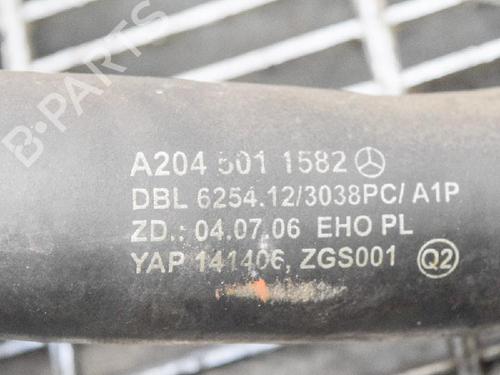 B-PARTS
A204 501 1582
DBL 6254.12/3038PC/ A1P
ZD.: 04.07.06 EHO PL
YAP 141406, ZGS001 Q2